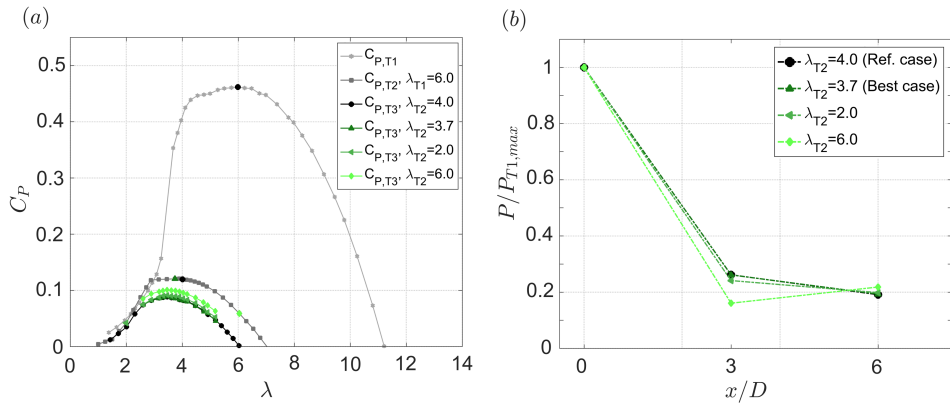 (a)
0.5
0.4
0.3
0.2
0.1
0
C_P
0 2 4 6 8 10 12 14
λ
C_P,T1
C_P,T2, λ_T1=6.0
C_P,T3, λ_T2=4.0
C_P,T3, λ_T2=3.7
C_P,T3, λ_T2=2.0
C_P,T3, λ_T2=6.0
(b)
1
0.8
0.6
0.4
0.2
0
P/P_T1,max
0 3 6
x/D
λ_T2=4.0 (Ref. case)
λ_T2=3.7 (Best case)
λ_T2=2.0
λ_T2=6.0